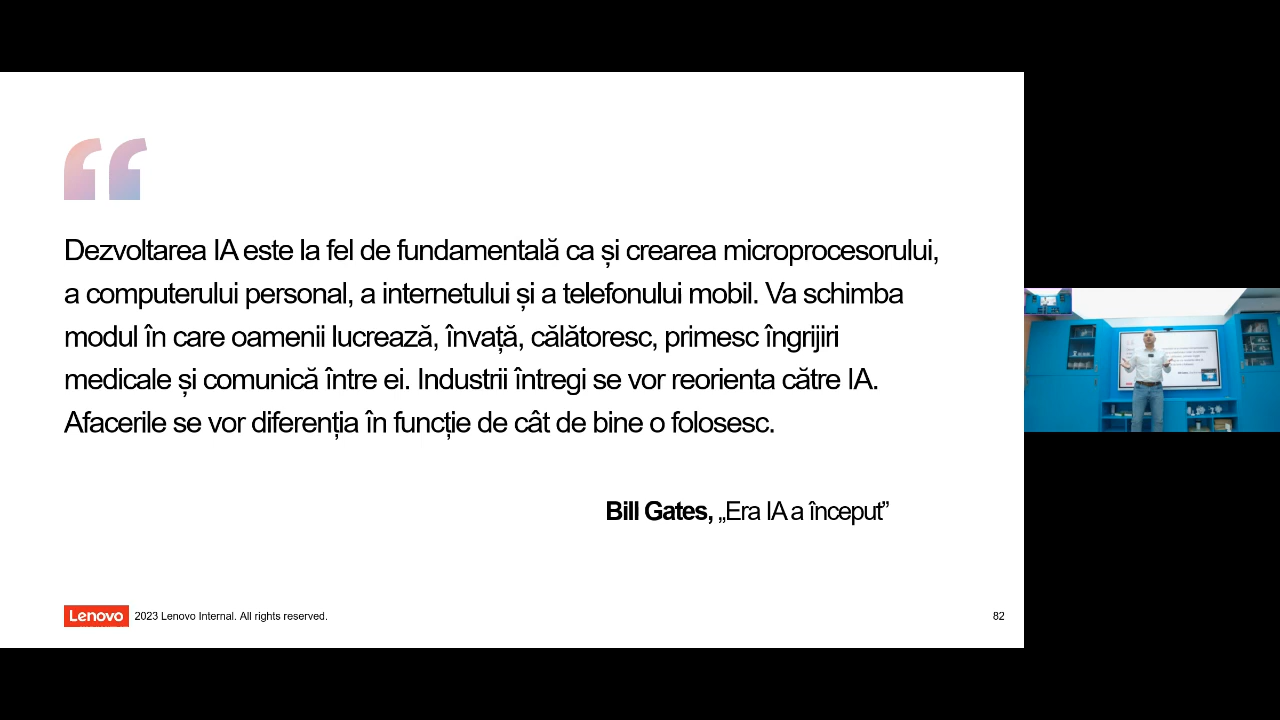 Dezvoltarea IA este la fel de fundamentală ca și crearea microprocesorului,
a computerului personal, a internetului și a telefonului mobil. Va schimba
modul în care oamenii lucrează, învață, călătoresc, primesc îngrijiri
medicale și comunică între ei. Industrii întregi se vor reorienta către IA.
Afacerile se vor diferenția în funcție de cât de bine o folosesc.
Bill Gates, „Era IA a început”
Lenovo 2023 Lenovo Internal. All rights reserved.
82